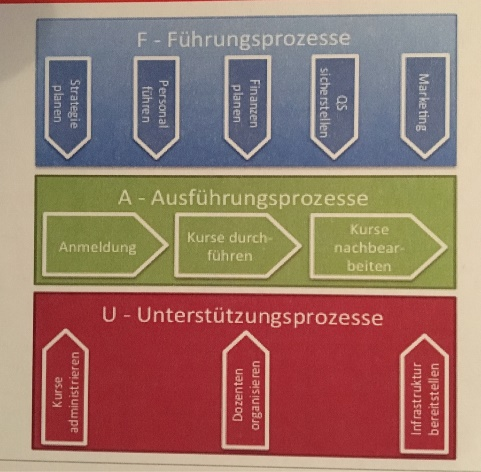 F - Führungsprozesse
Strategie
planen
Personal
führen
Finanzen
planen
QS
sicherstellen
Marketing
A - Ausführungsprozesse
Anmeldung
Kurse durch-
führen
Kurse
nachbear-
beiten
U - Unterstützungsprozesse
Kurse
administrieren
Dozenten
organisieren
Infrastruktur
bereitstellen